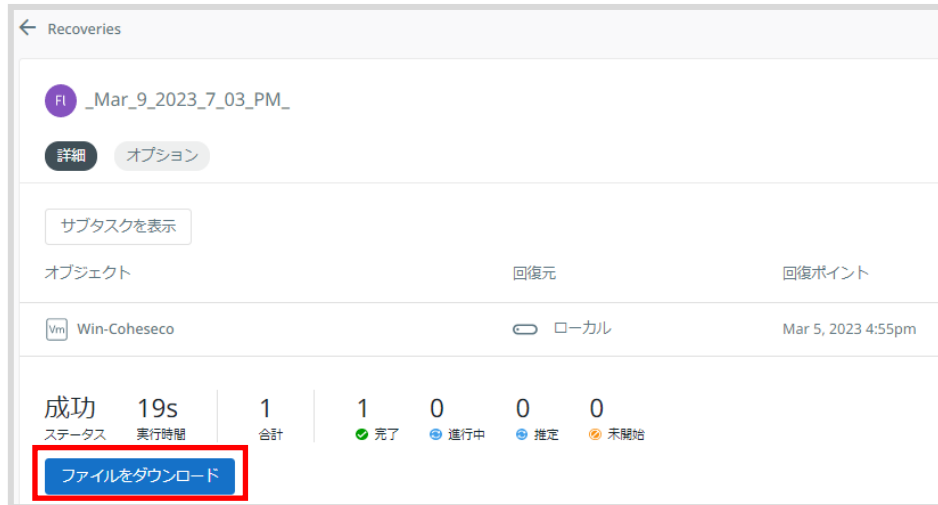 Recoveries
FI _Mar_9_2023_7_03_PM_
詳細 オプション
サブタスクを表示
オブジェクト 回復元 回復ポイント
Vm Win-Coheseco ローカル Mar 5, 2023 4:55pm
成功 19s 1 1 0 0 0
ステータス 実行時間 合計 完了 進行中 推定 未開始
ファイルをダウンロード